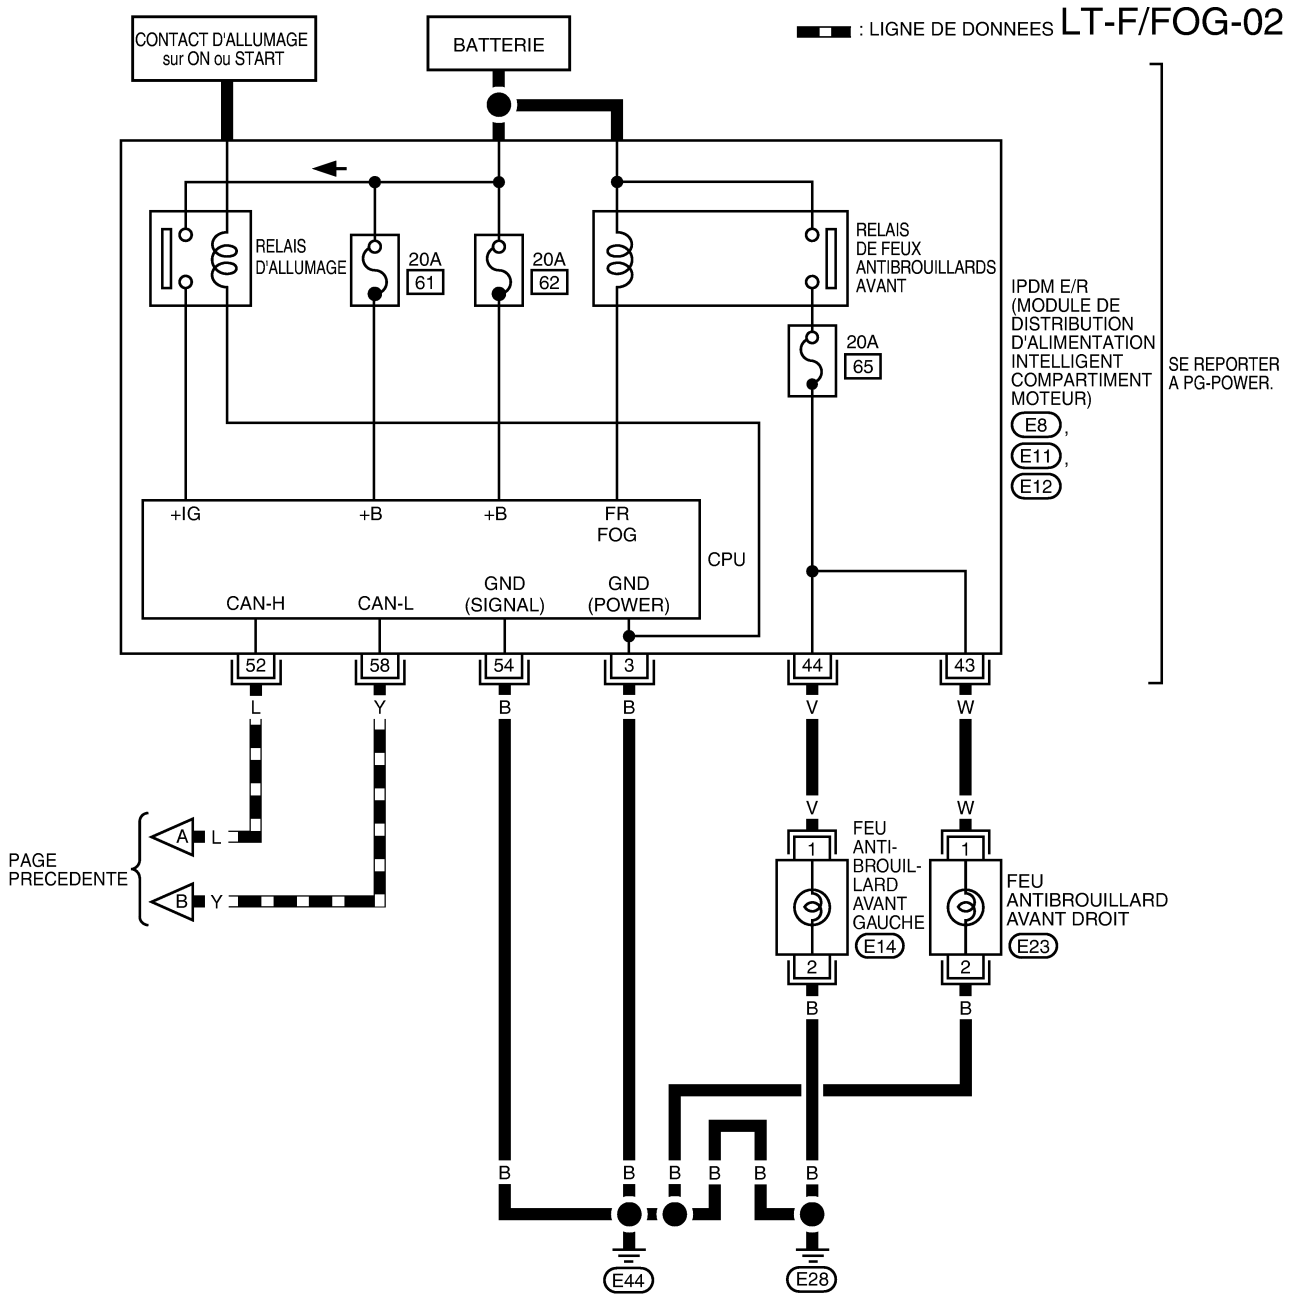 : LIGNE DE DONNEES LT-F/FOG-02
CONTACT D'ALLUMAGE
sur ON ou START
BATTERIE
RELAIS
D'ALLUMAGE
20A
61
20A
62
RELAIS
DE FEUX
ANTIBROUILLARDS
AVANT
20A
65
IPDM E/R
(MODULE DE
DISTRIBUTION
D'ALIMENTATION
INTELLIGENT
COMPARTIMENT
MOTEUR)
E8 ,
E11 ,
E12
SE REPORTER
A PG-POWER.
+IG
+B
+B
FR
FOG
CPU
CAN-H
CAN-L
GND
(SIGNAL)
GND
(POWER)
52
58
54
3
44
43
L
Y
B
B
V
W
V
W
PAGE
PRECEDENTE
A
L
B
Y
1
FEU
ANTI-
BROUIL-
LARD
AVANT
GAUCHE
E14
2
1
FEU
ANTIBROUILLARD
AVANT DROIT
E23
2
B
B
B
B
B
B
B
B
E44
E28